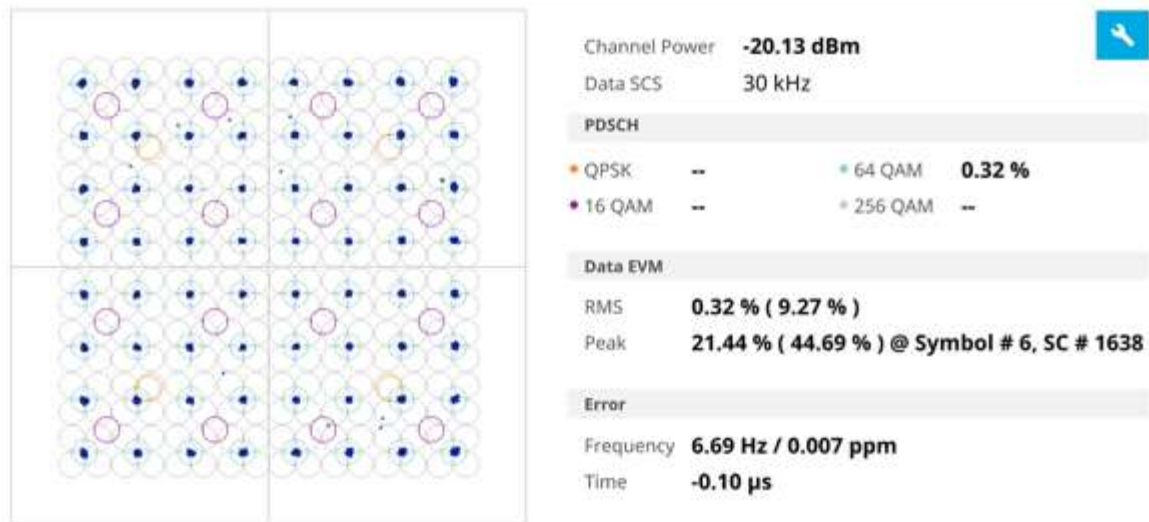 Channel Power -20.13 dBm
Data SCS 30 kHz
PDSCH
QPSK -- 64 QAM 0.32 %
16 QAM -- 256 QAM --
Data EVM
RMS 0.32 % ( 9.27 % )
Peak 21.44 % ( 44.69 % ) @ Symbol # 6, SC # 1638
Error
Frequency 6.69 Hz / 0.007 ppm
Time -0.10 µs